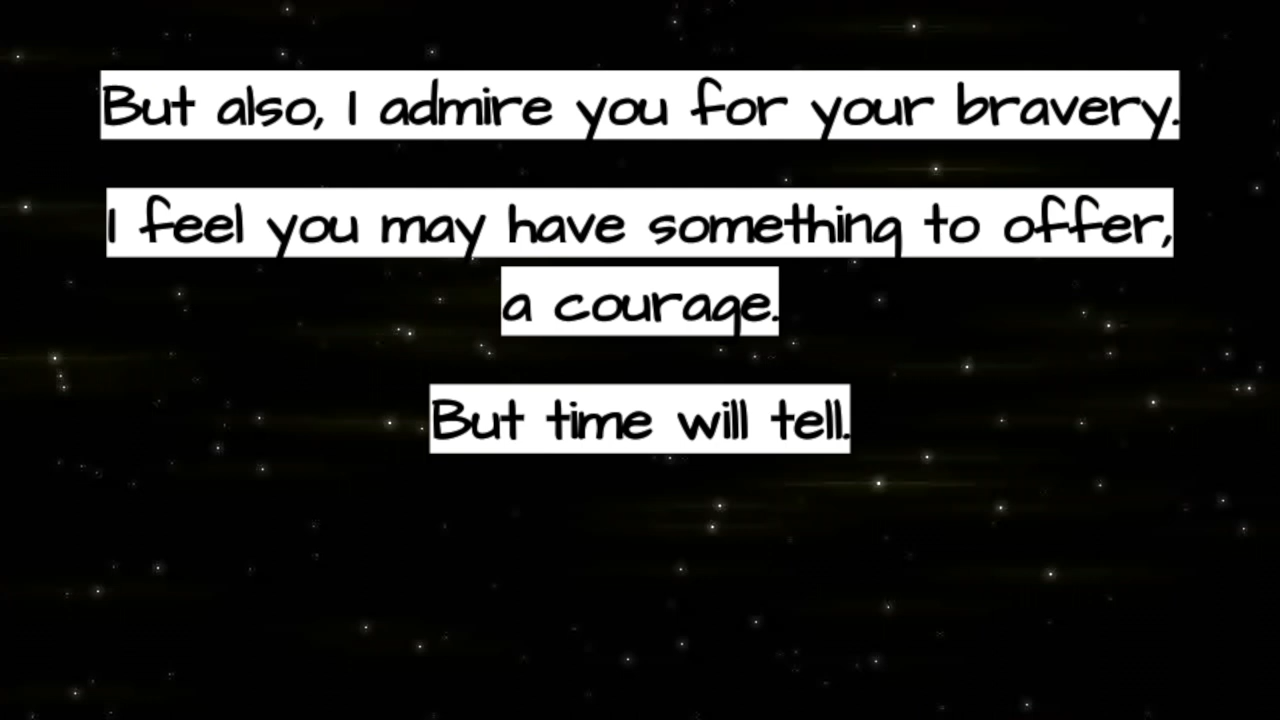 But also, I admire you for your bravery.
I feel you may have something to offer,
a courage.
But time will tell.